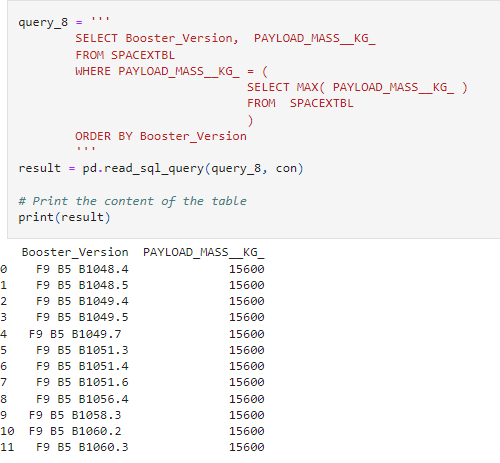 query_8 = '''
SELECT Booster_Version,  PAYLOAD_MASS__KG_
FROM SPACEXTBL
WHERE PAYLOAD_MASS__KG_ = (
SELECT MAX( PAYLOAD_MASS__KG_ )
FROM  SPACEXTBL
)
ORDER BY Booster_Version
'''
result = pd.read_sql_query(query_8, con)
# Print the content of the table
print(result)
Booster_Version  PAYLOAD_MASS__KG_
0    F9 B5 B1048.4              15600
1    F9 B5 B1048.5              15600
2    F9 B5 B1049.4              15600
3    F9 B5 B1049.5              15600
4   F9 B5 B1049.7               15600
5    F9 B5 B1051.3              15600
6    F9 B5 B1051.4              15600
7    F9 B5 B1051.6              15600
8    F9 B5 B1056.4              15600
9   F9 B5 B1058.3               15600
10  F9 B5 B1060.2               15600
11   F9 B5 B1060.3              15600